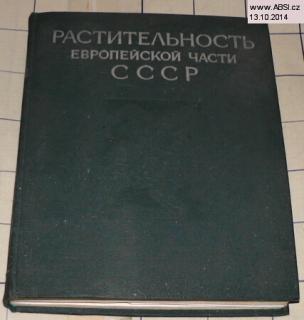 www.ABSi.cz
13.10.2014
РАСТИТЕЛЬНОСТЬ
ЕВРОПЕЙСКОЙ ЧАСТИ
СССР